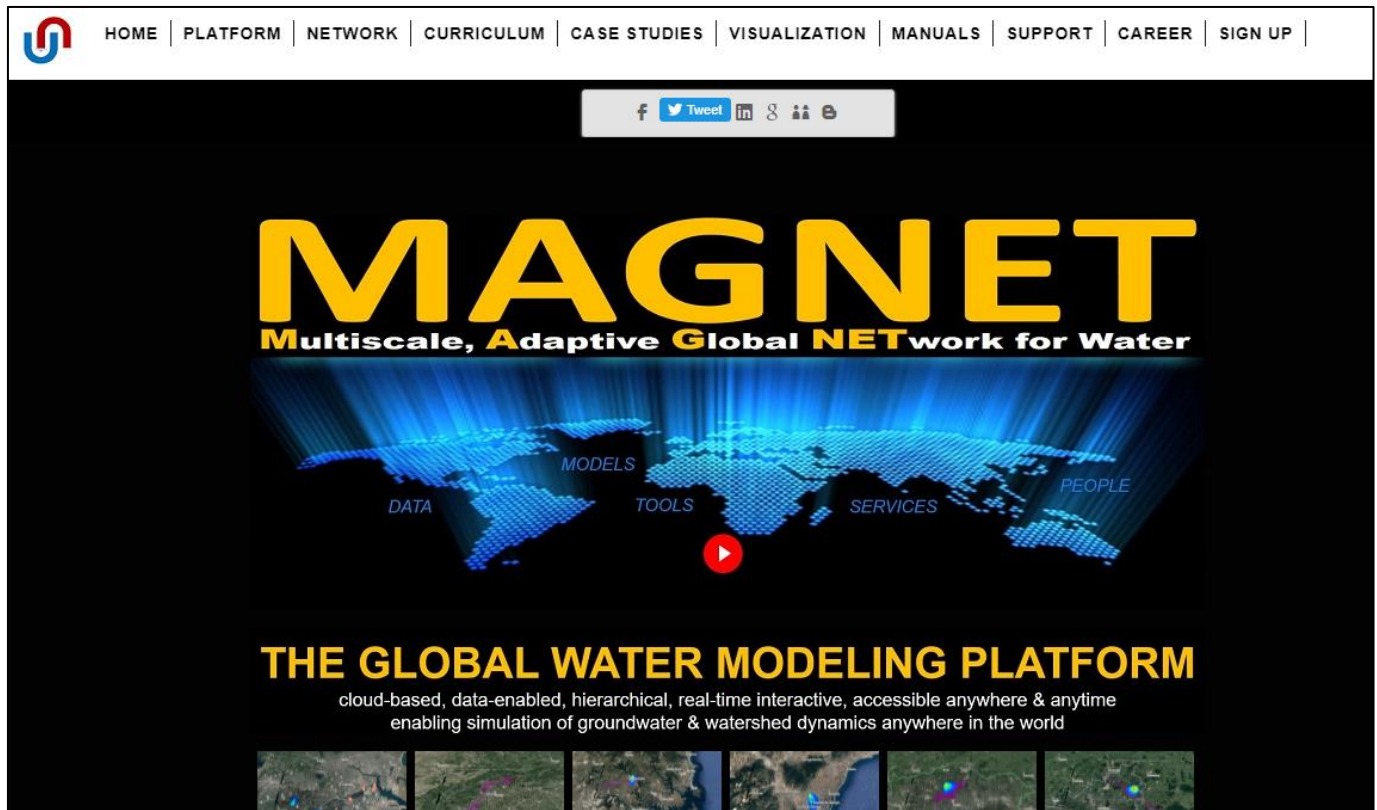 HOME PLATFORM NETWORK CURRICULUM CASE STUDIES VISUALIZATION MANUALS SUPPORT CAREER SIGN UP
Tweet
MAGNET
Multiscale, Adaptive Global NETwork for Water
MODELS
PEOPLE
DATA
TOOLS
SERVICES
THE GLOBAL WATER MODELING PLATFORM
cloud-based, data-enabled, hierarchical, real-time interactive, accessible anywhere & anytime
enabling simulation of groundwater & watershed dynamics anywhere in the world